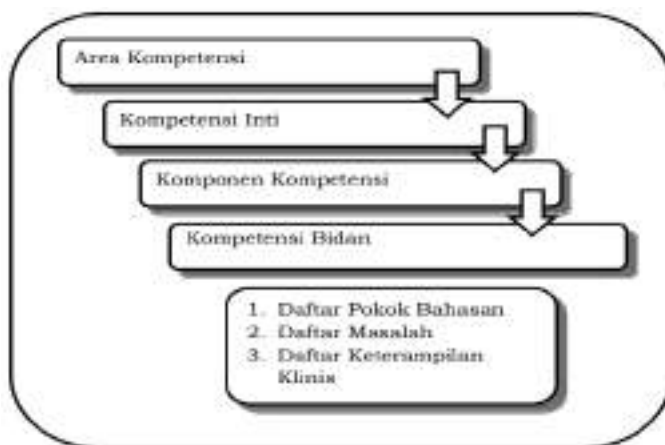 Area Kompetensi
Kompetensi Inti
Komponen Kompetensi
Kompetensi Bidan
1. Daftar Pokok Bahasan
2. Daftar Masalah
3. Daftar Keterampilan
Klinis